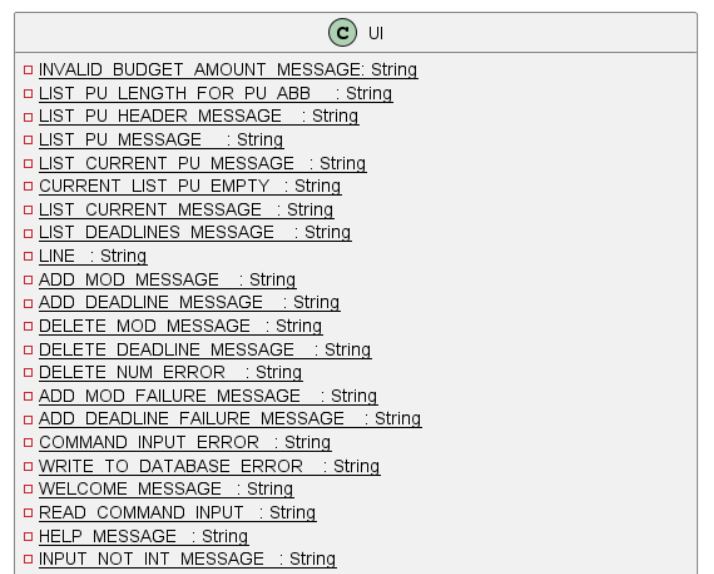 C UI
INVALID_BUDGET_AMOUNT_MESSAGE: String
LIST_PU_LENGTH_FOR_PU_ABB : String
LIST_PU_HEADER_MESSAGE : String
LIST_PU_MESSAGE : String
LIST_CURRENT_PU_MESSAGE : String
CURRENT_LIST_PU_EMPTY : String
LIST_CURRENT_MESSAGE : String
LIST_DEADLINES_MESSAGE : String
LINE : String
ADD_MOD_MESSAGE : String
ADD_DEADLINE_MESSAGE : String
DELETE_MOD_MESSAGE : String
DELETE_DEADLINE_MESSAGE : String
DELETE_NUM_ERROR : String
ADD_MOD_FAILURE_MESSAGE : String
ADD_DEADLINE_FAILURE_MESSAGE : String
COMMAND_INPUT_ERROR : String
WRITE_TO_DATABASE_ERROR : String
WELCOME_MESSAGE : String
READ_COMMAND_INPUT : String
HELP_MESSAGE : String
INPUT_NOT_INT_MESSAGE : String